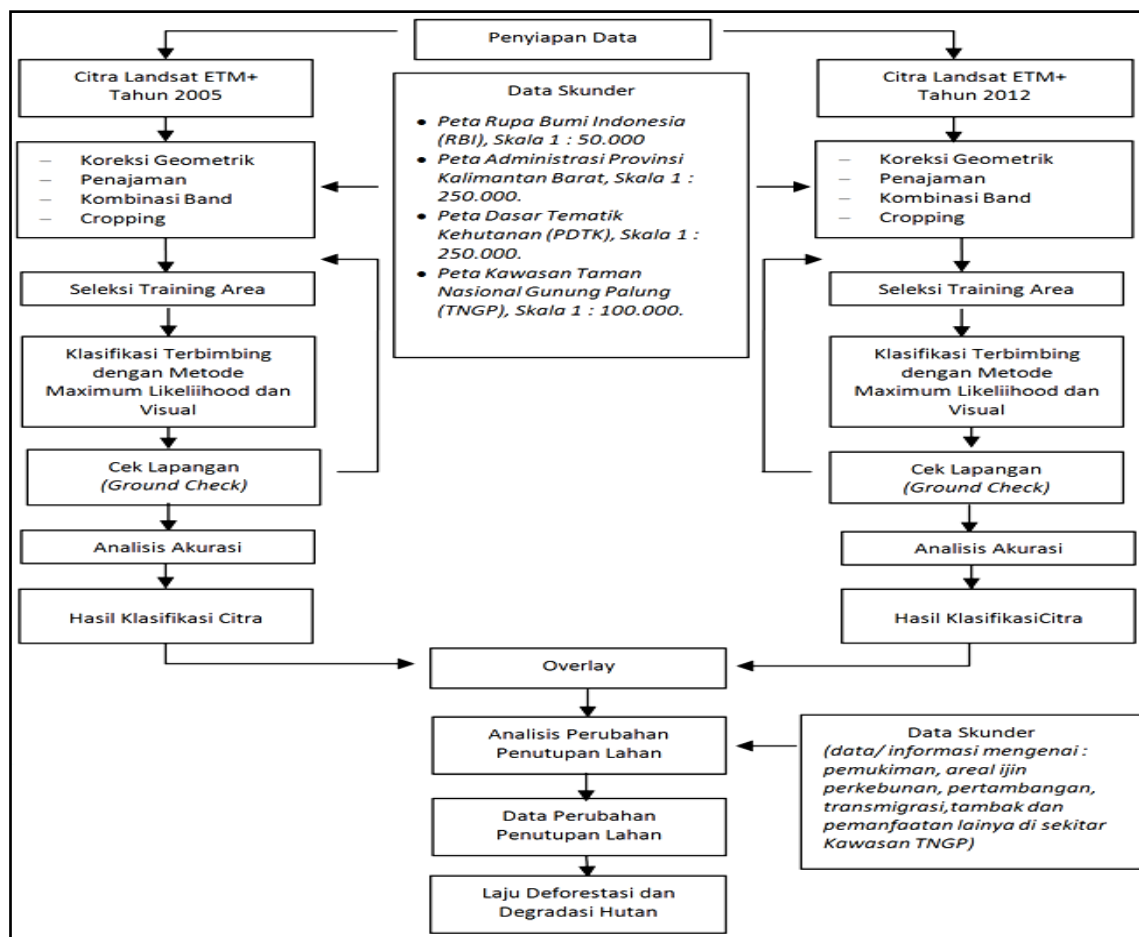 Penyiapan Data
Citra Landsat ETM+
Tahun 2005
– Koreksi Geometrik
– Penajaman
– Kombinasi Band
– Cropping
Seleksi Training Area
Klasifikasi Terbimbing
dengan Metode
Maximum Likeliihood dan
Visual
Cek Lapangan
(Ground Check)
Analisis Akurasi
Hasil Klasifikasi Citra
Data Skunder
• Peta Rupa Bumi Indonesia
(RBI), Skala 1 : 50.000
• Peta Administrasi Provinsi
Kalimantan Barat, Skala 1 :
250.000.
• Peta Dasar Tematik
Kehutanan (PDTK), Skala 1 :
250.000.
• Peta Kawasan Taman
Nasional Gunung Palung
(TNGP), Skala 1 : 100.000.
Citra Landsat ETM+
Tahun 2012
– Koreksi Geometrik
– Penajaman
– Kombinasi Band
– Cropping
Seleksi Training Area
Klasifikasi Terbimbing
dengan Metode
Maximum Likeliihood dan
Visual
Cek Lapangan
(Ground Check)
Analisis Akurasi
Hasil KlasifikasiCitra
Overlay
Analisis Perubahan
Penutupan Lahan
Data Skunder
(data/ informasi mengenai :
pemukiman, areal ijin
perkebunan, pertambangan,
transmigrasi,tambak dan
pemanfaatan lainya di sekitar
Kawasan TNGP)
Data Perubahan
Penutupan Lahan
Laju Deforestasi dan
Degradasi Hutan